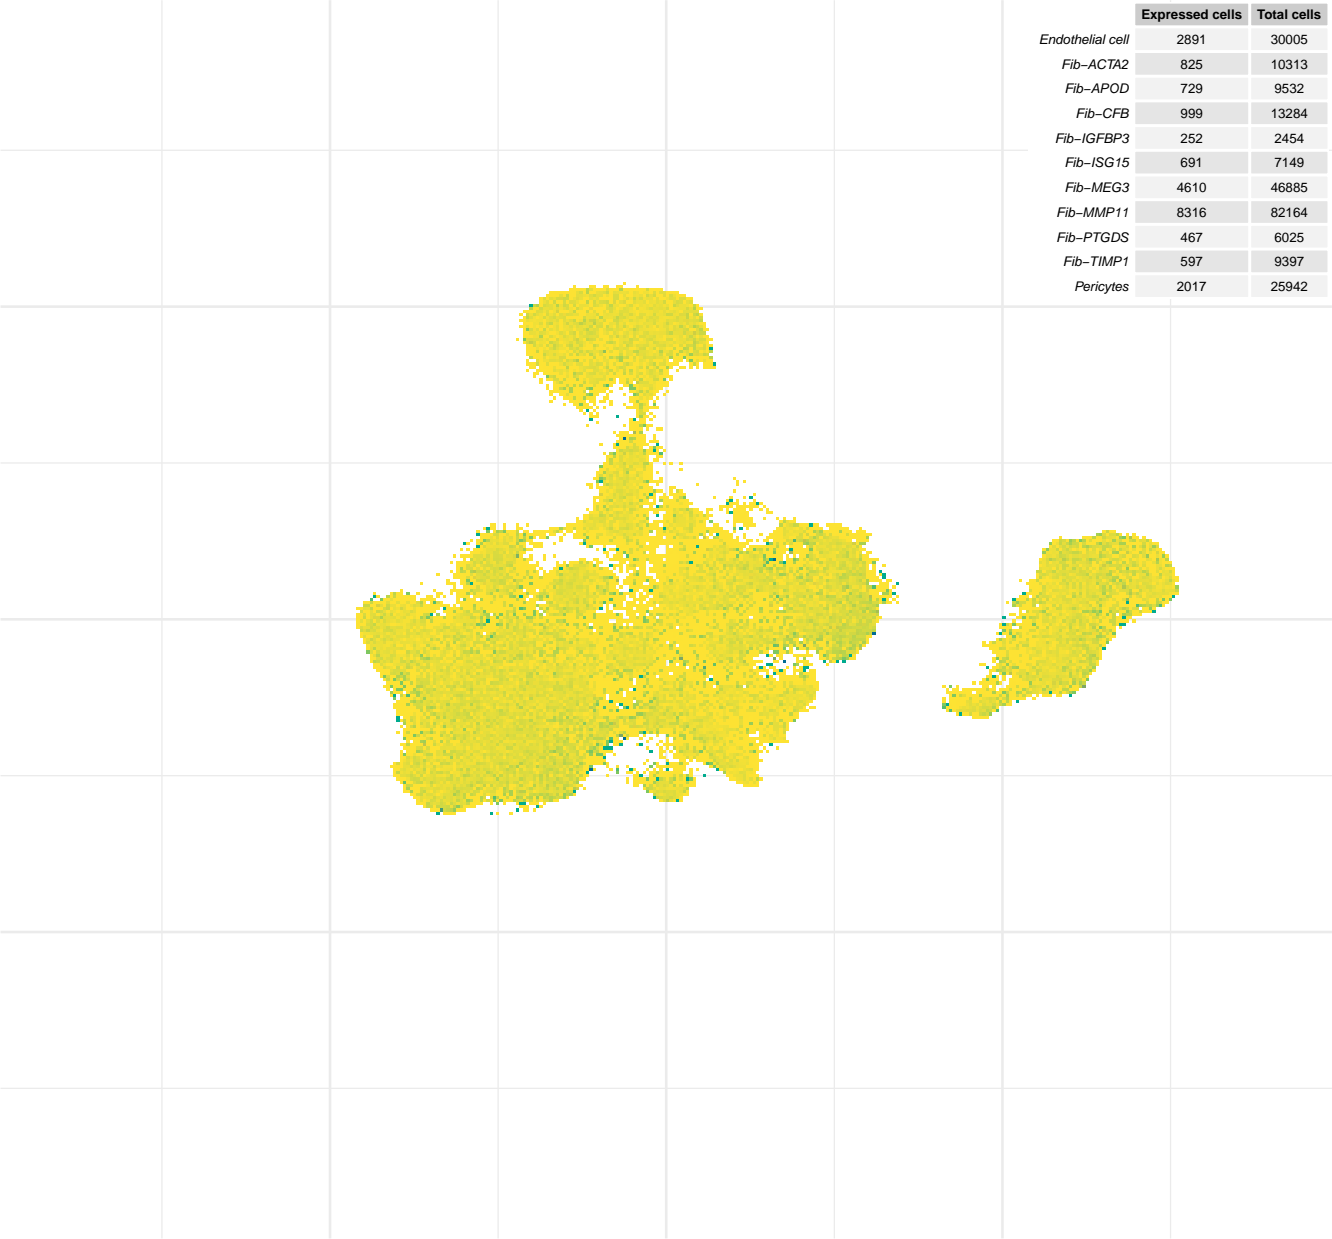 Expressed cells Total cells
Endothelial cell 2891 30005
Fib−ACTA2 825 10313
Fib−APOD 729 9532
Fib−CFB 999 13284
Fib−IGFBP3 252 2454
Fib−ISG15 691 7149
Fib−MEG3 4610 46885
Fib−MMP11 8316 82164
Fib−PTGDS 467 6025
Fib−TIMP1 597 9397
Pericytes 2017 25942